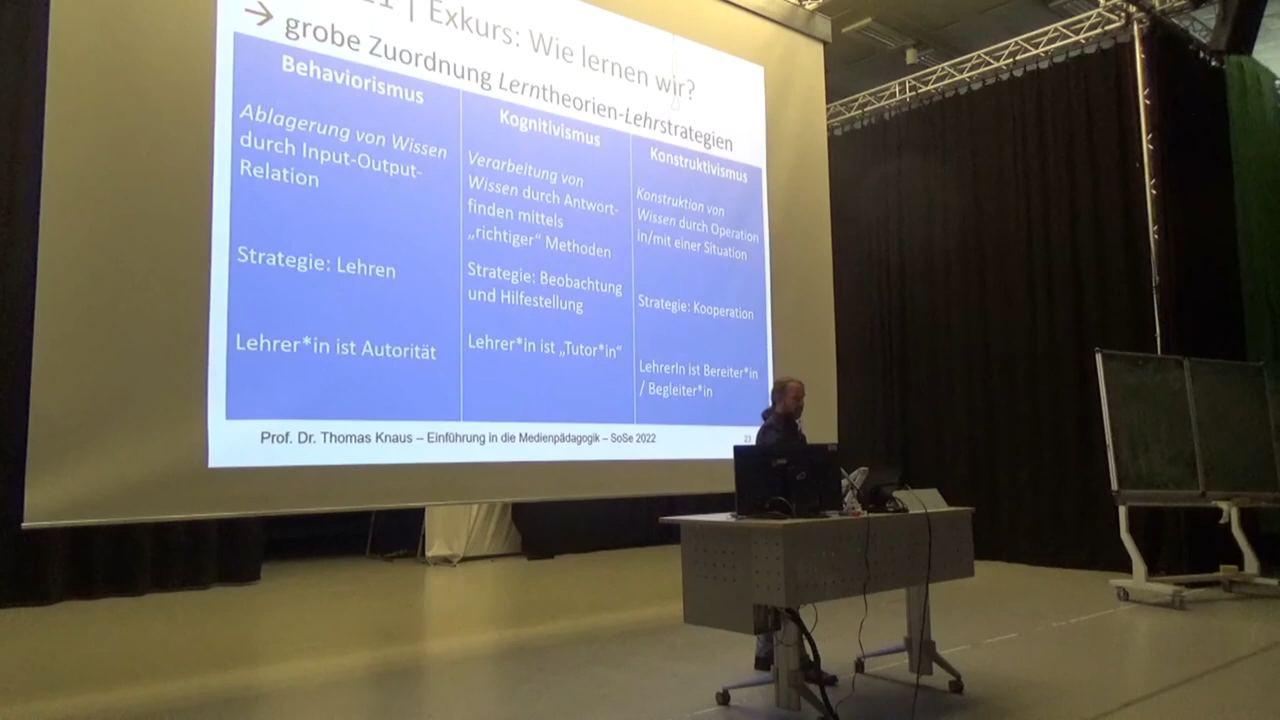 | Exkurs: Wie lernen wir?
→ grobe Zuordnung Lerntheorien-Lehrstrategien
Behaviorismus
Ablagerung von Wissen
durch Input-Output-
Relation
Strategie: Lehren
Lehrer*in ist Autorität
Kognitivismus
Verarbeitung von
Wissen durch Antwort-
finden mittels
„richtiger“ Methoden
Strategie: Beobachtung
und Hilfestellung
Lehrer*in ist „Tutor*in“
Konstruktivismus
Konstruktion von
Wissen durch Operation
in/mit einer Situation
Strategie: Kooperation
LehrerIn ist Bereiter*in
/ Begleiter*in
Prof. Dr. Thomas Knaus – Einführung in die Medienpädagogik – SoSe 2022
23